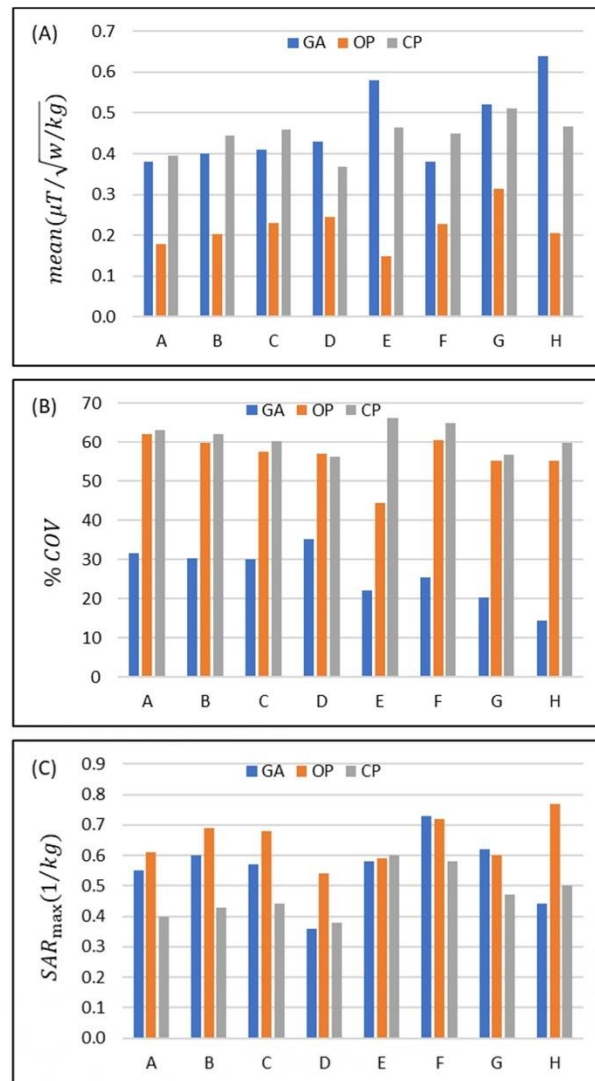 (A)
0.7
GA OP CP
0.6
0.5
0.4
0.3
0.2
0.1
0.0
mean(μT/√w/kg)
A B C D E F G H
(B)
70
GA OP CP
60
50
40
30
20
10
0
% COV
A B C D E F G H
(C)
0.9
GA OP CP
0.8
0.7
0.6
0.5
0.4
0.3
0.2
0.1
0.0
SARmax(1/kg)
A B C D E F G H